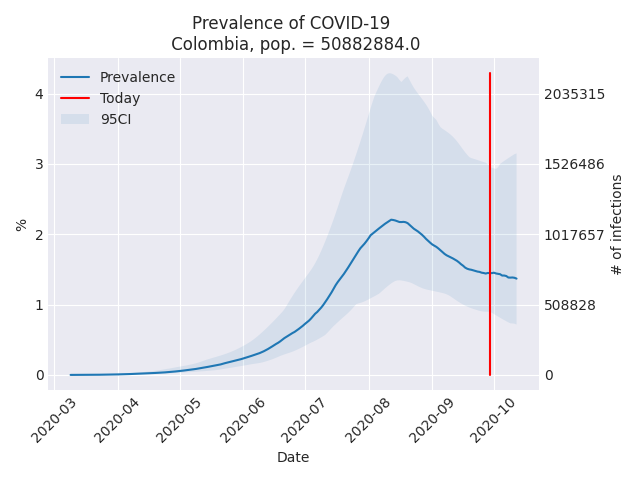 Prevalence of COVID-19
Colombia, pop. = 50882884.0
Prevalence
Today
95CI
%
4
3
2
1
0
2035315
1526486
1017657
508828
0
# of infections
2020-03
2020-04
2020-05
2020-06
2020-07
2020-08
2020-09
2020-10
Date